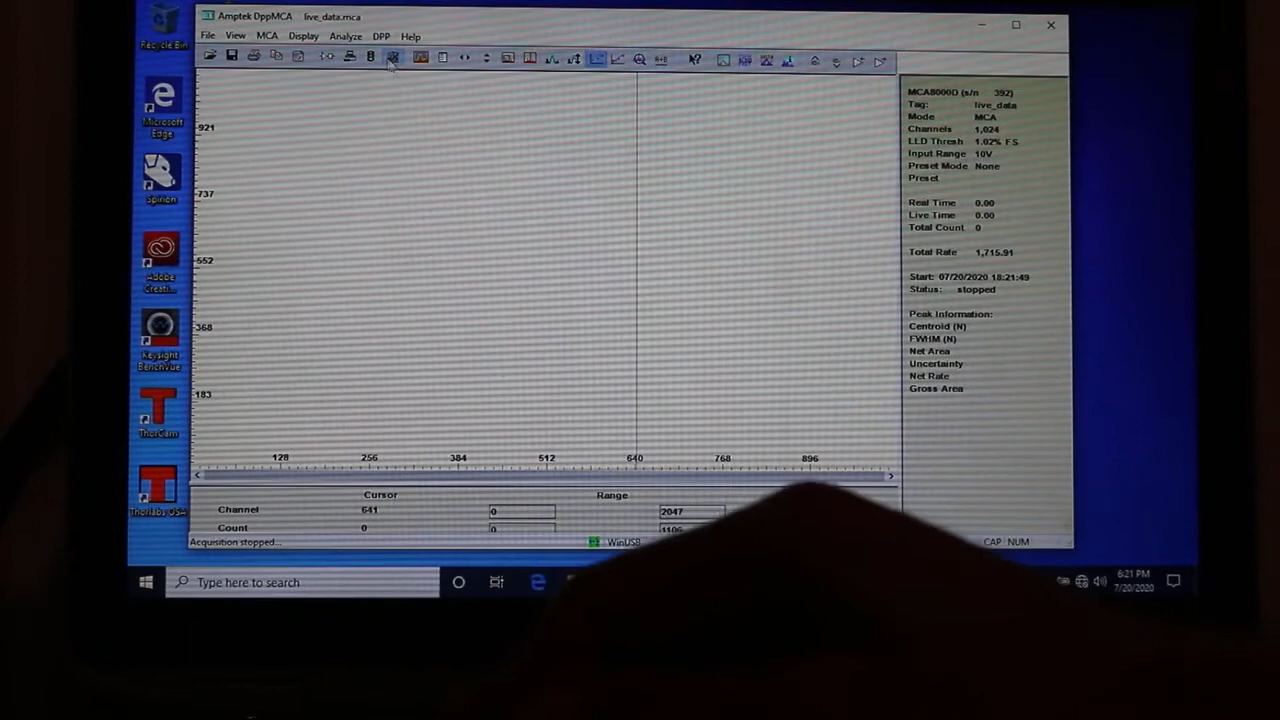 Amptek DppMCA live_data.mca
File View MCA Display Analyze DPP Help
Recycle Bin
Microsoft Edge
Spirion
Adobe Creati...
Keysight BenchVue
ThorCam
Thorlabs USA
921
737
552
368
183
128 256 384 512 640 768 896
Cursor Range
Channel 641 0 2047
Count 0 0 1106
Acquisition stopped...
WinUSB
CAP NUM
MCA8000D (s/n 392)
Tag: live_data
Mode MCA
Channels 1,024
LLD Thresh 1.02% FS
Input Range 10V
Preset Mode None
Preset
Real Time 0.00
Live Time 0.00
Total Count 0
Total Rate 1,715.91
Start: 07/20/2020 18:21:49
Status: stopped
Peak Information:
Centroid (N)
FWHM (N)
Net Area
Uncertainty
Net Rate
Gross Area
Type here to search
6:21 PM
7/20/2020